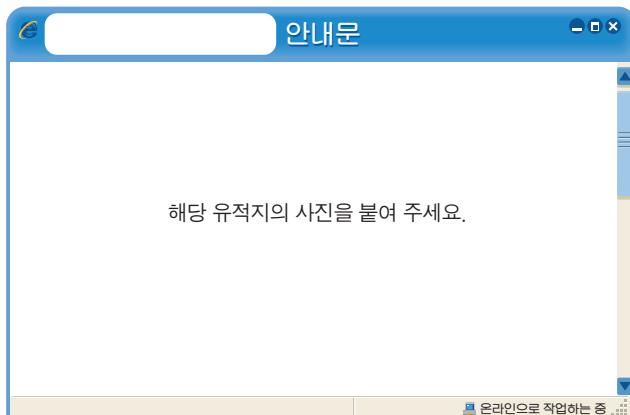 안내문
해당 유적지의 사진을 붙여 주세요.
온라인으로 작업하는 중